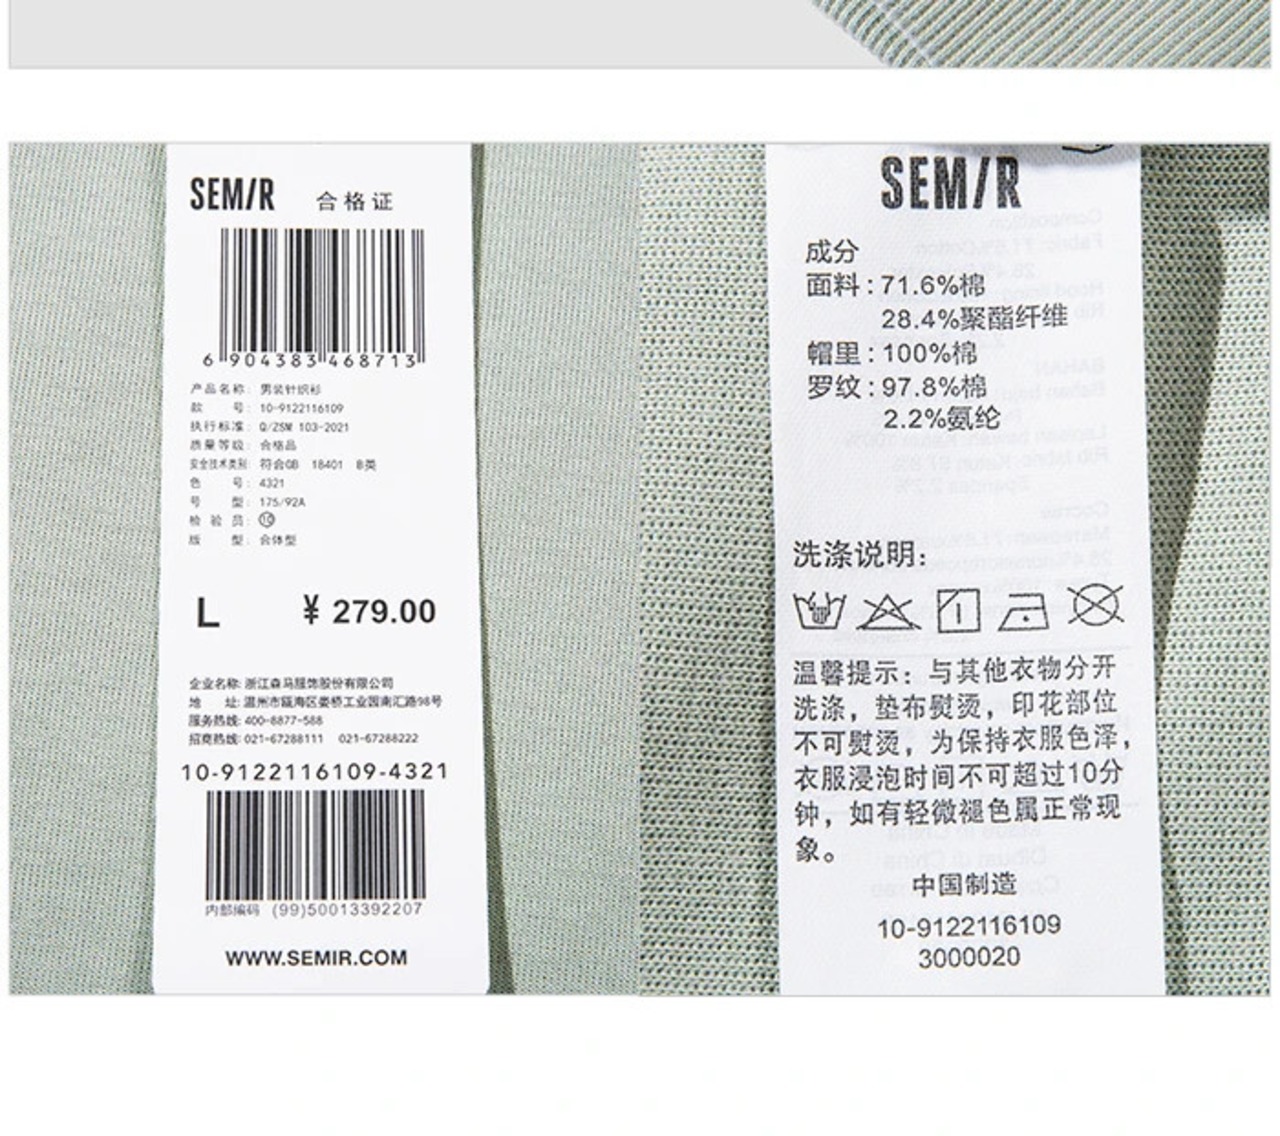 SEM/R 合格证
6 904383 468713
产品名称: 男装针织衫
款 号: 10-9122116109
执行标准: Q/ZSM 103-2021
质量等级: 合格品
安全技术类别: 符合GB 18401 B类
色 号: 4321
号 型: 175/92A
检 验 员: 10
版 型: 合体型
L ¥ 279.00
企业名称: 浙江森马服饰股份有限公司
地 址: 温州市瓯海区娄桥工业园南汇路98号
服务热线: 400-8877-588
招商热线: 021-67288111 021-67288222
10-9122116109-4321
内部编码 (99)50013392207
WWW.SEMIR.COM
SEM/R
成分
面料: 71.6%棉
28.4%聚酯纤维
帽里: 100%棉
罗纹: 97.8%棉
2.2%氨纶
洗涤说明:
温馨提示: 与其他衣物分开
洗涤, 垫布熨烫, 印花部位
不可熨烫, 为保持衣服色泽,
衣服浸泡时间不可超过10分
钟, 如有轻微褪色属正常现
象。
中国制造
10-9122116109
3000020